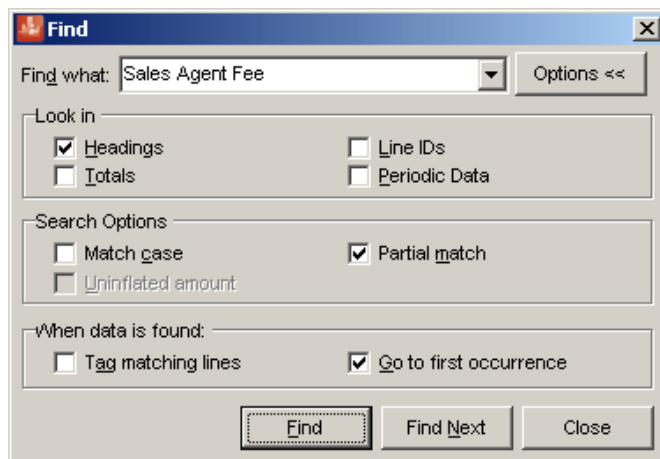 Find
Find what: Sales Agent Fee Options <<
Look in
Headings Line IDs
Totals Periodic Data
Search Options
Match case Partial match
Uninflated amount
When data is found:
Tag matching lines Go to first occurrence
Find Find Next Close